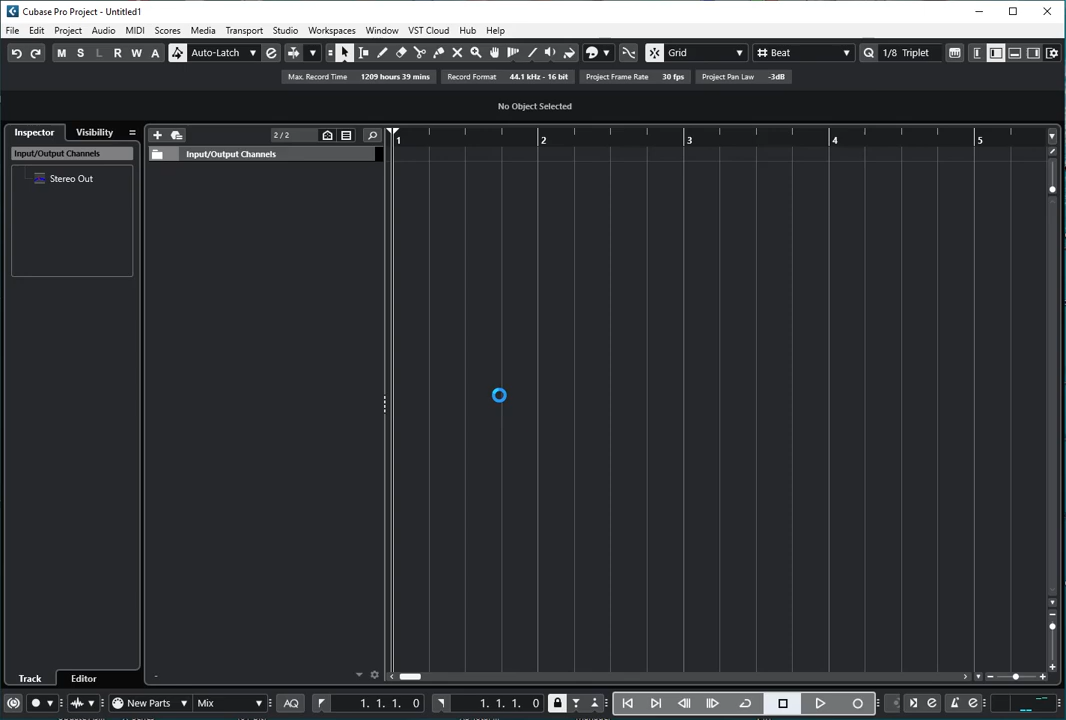 Cubase Pro Project - Untitled1
File Edit Project Audio MIDI Scores Media Transport Studio Workspaces Window VST Cloud Hub Help
M S L R W A Auto-Latch Grid Beat Q 1/8 Triplet
Max. Record Time 1209 hours 39 mins Record Format 44.1 kHz - 16 bit Project Frame Rate 30 fps Project Pan Law -3dB
No Object Selected
Inspector Visibility 2 / 2 1 2 3 4 5
Input/Output Channels Input/Output Channels
Stereo Out
Track Editor
New Parts Mix AQ 1. 1. 1. 0 1. 1. 1. 0